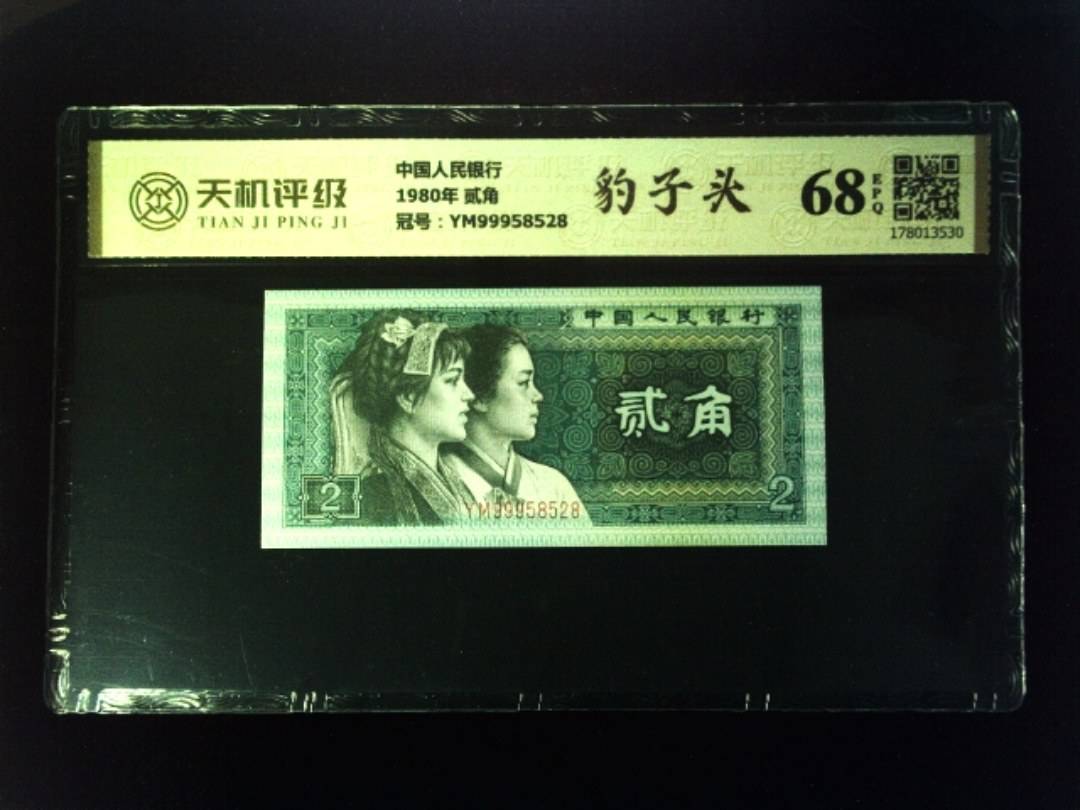 天机评级
TIAN JI PING JI
中国人民银行
1980年 贰角
冠号：YM99958528
豹子头
68
EPQ
178013530
中国人民银行
贰角
2
2
YM99958528